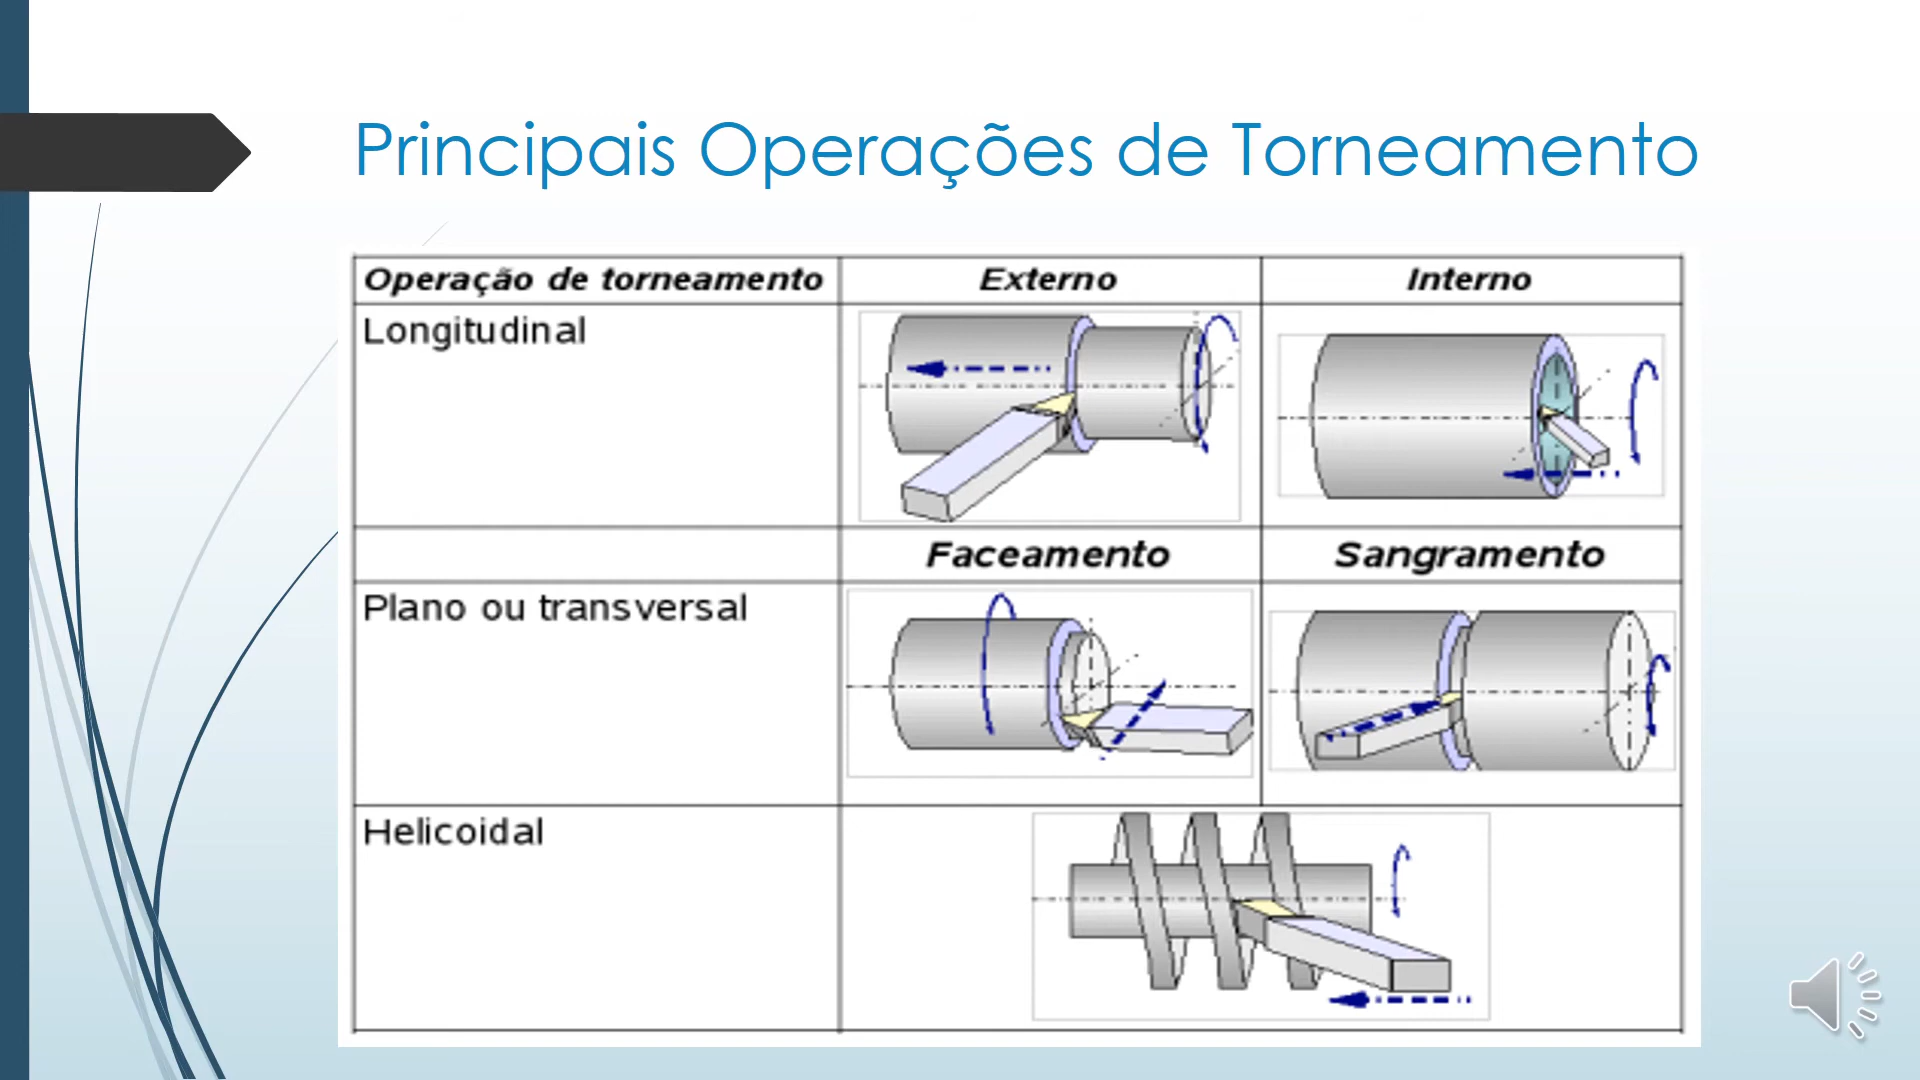 Principais Operações de Torneamento
Operação de torneamento Externo Interno
Longitudinal
Faceamento Sangramento
Plano ou transversal
Helicoidal